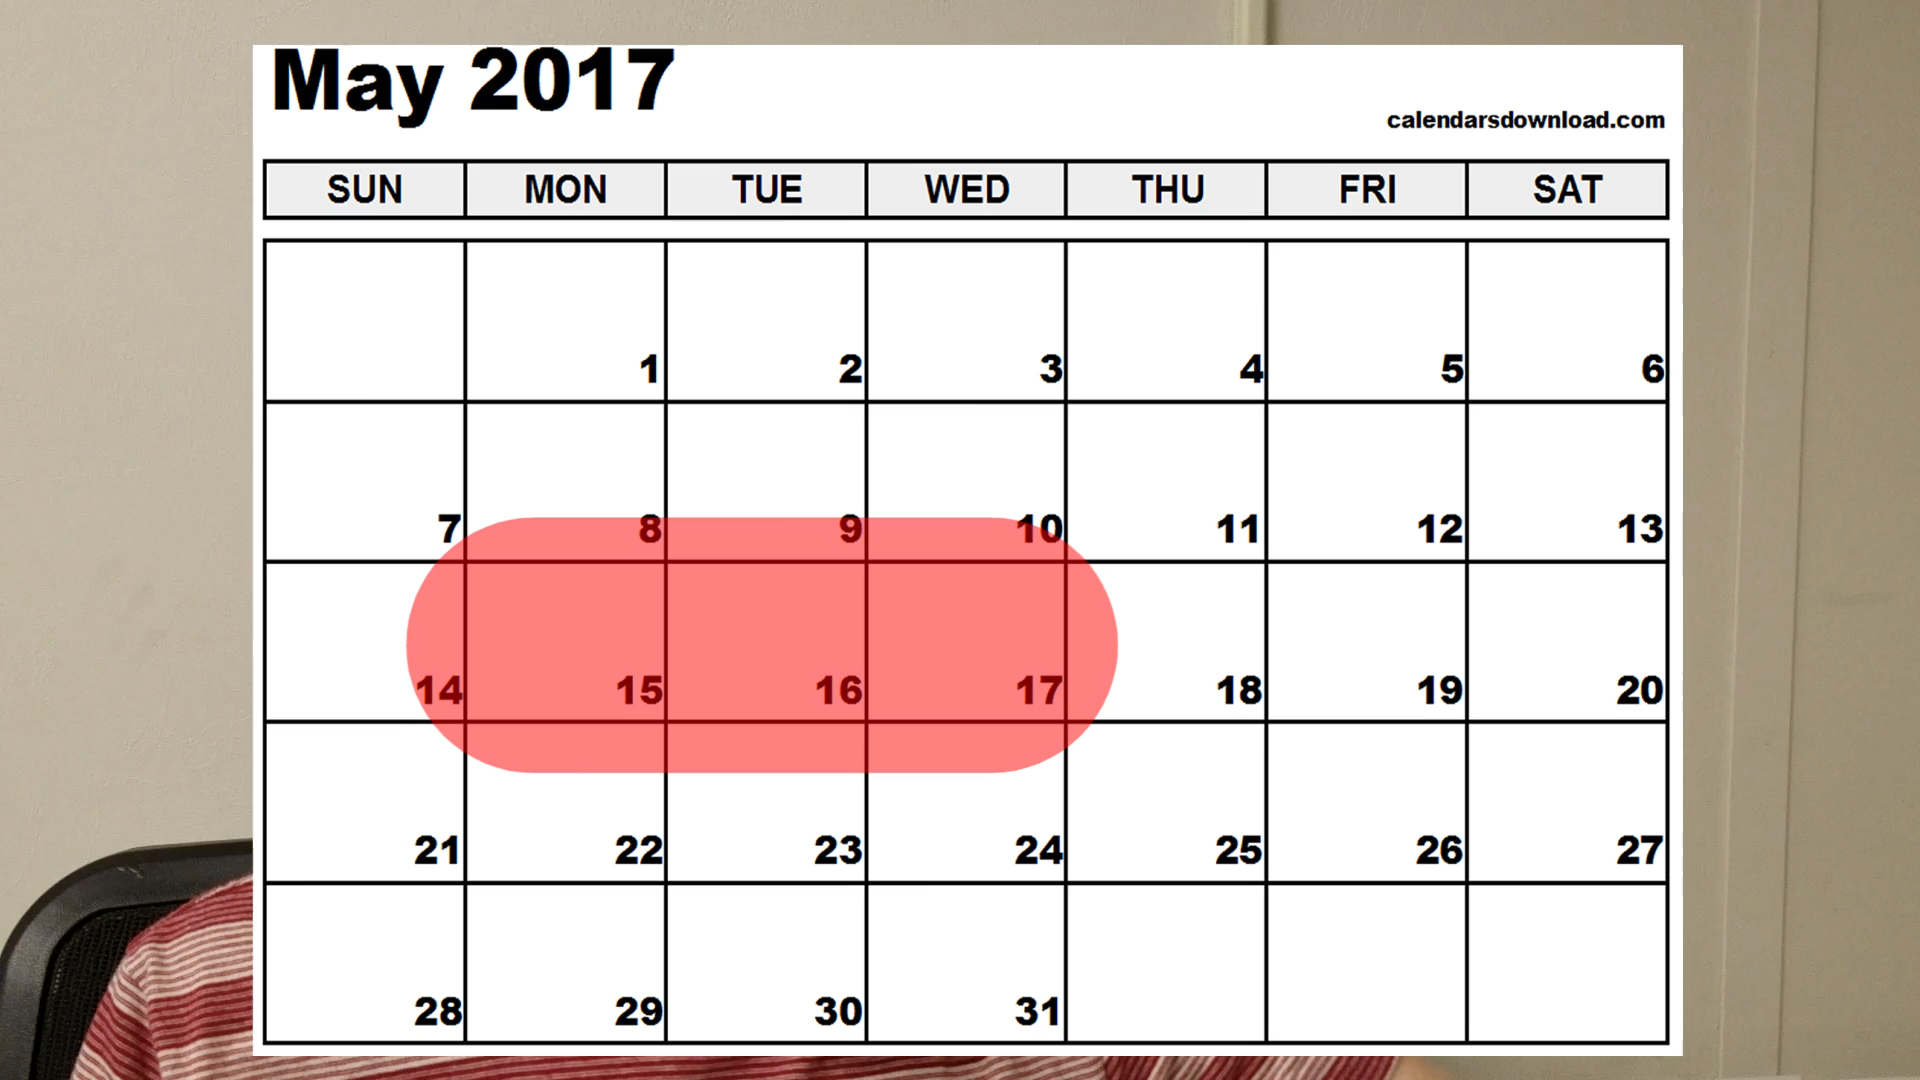 May 2017
calendarsdownload.com
SUN MON TUE WED THU FRI SAT
1 2 3 4 5 6
7 8 9 10 11 12 13
14 15 16 17 18 19 20
21 22 23 24 25 26 27
28 29 30 31